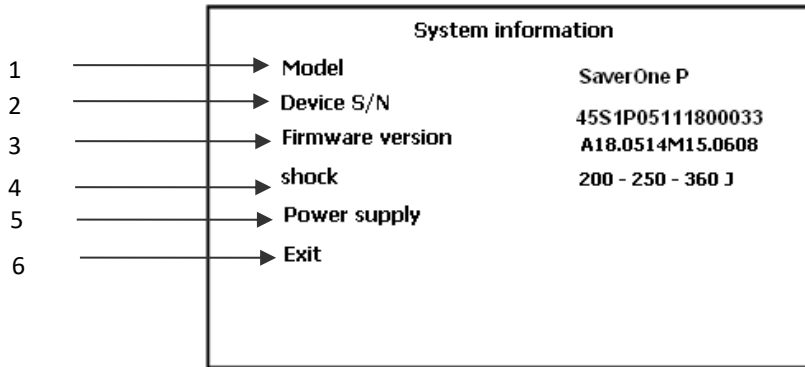 System information
1 Model SaverOne P
2 Device S/N 45S1P05111800033
3 Firmware version A18.0514M15.0608
4 shock 200 - 250 - 360 J
5 Power supply
6 Exit